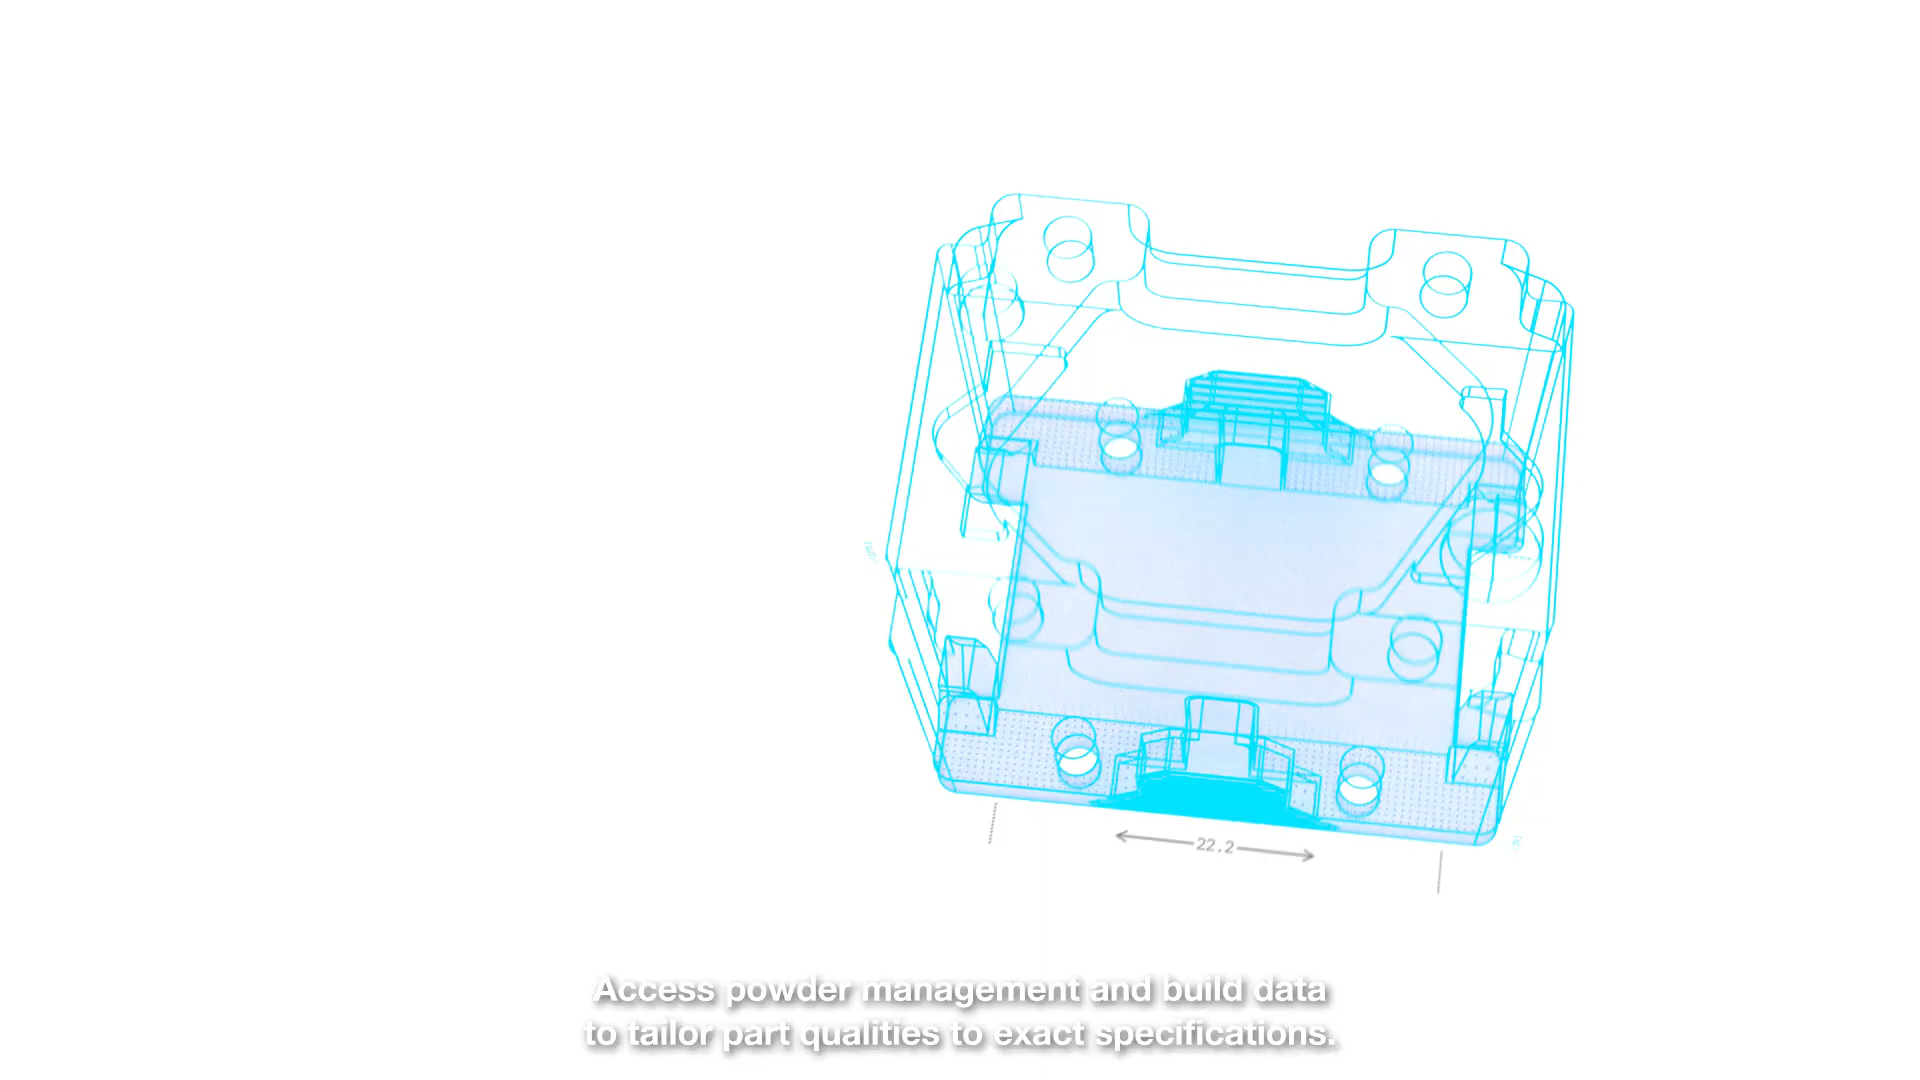 22.2
Access powder management and build data
to tailor part qualities to exact specifications.